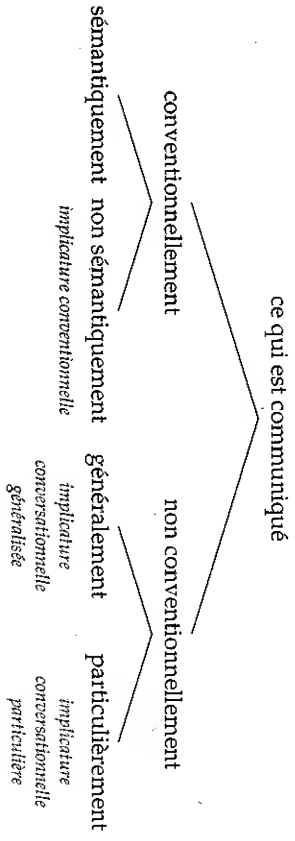 ce qui est communiqué
conventionnellement non conventionnellement
sémantiquement non sémantiquement généralement particulièrement
implicature conventionnelle implicature implicature
conversationnelle conversationnelle
généralisée particulière